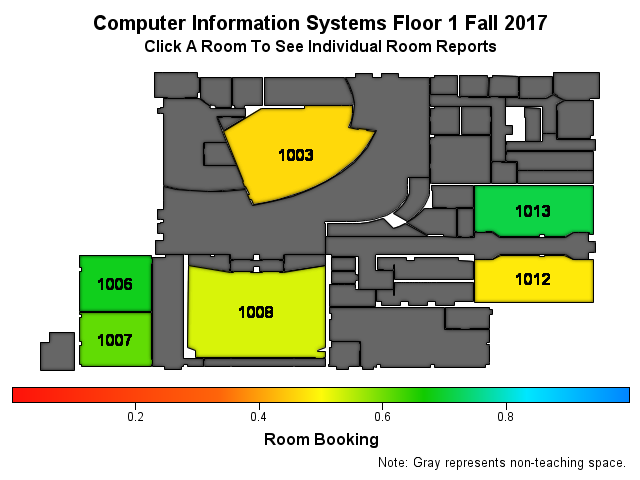 Computer Information Systems Floor 1 Fall 2017
Click A Room To See Individual Room Reports
1003
1013
1006
1012
1008
1007
0.2 0.4 0.6 0.8
Room Booking
Note: Gray represents non-teaching space.